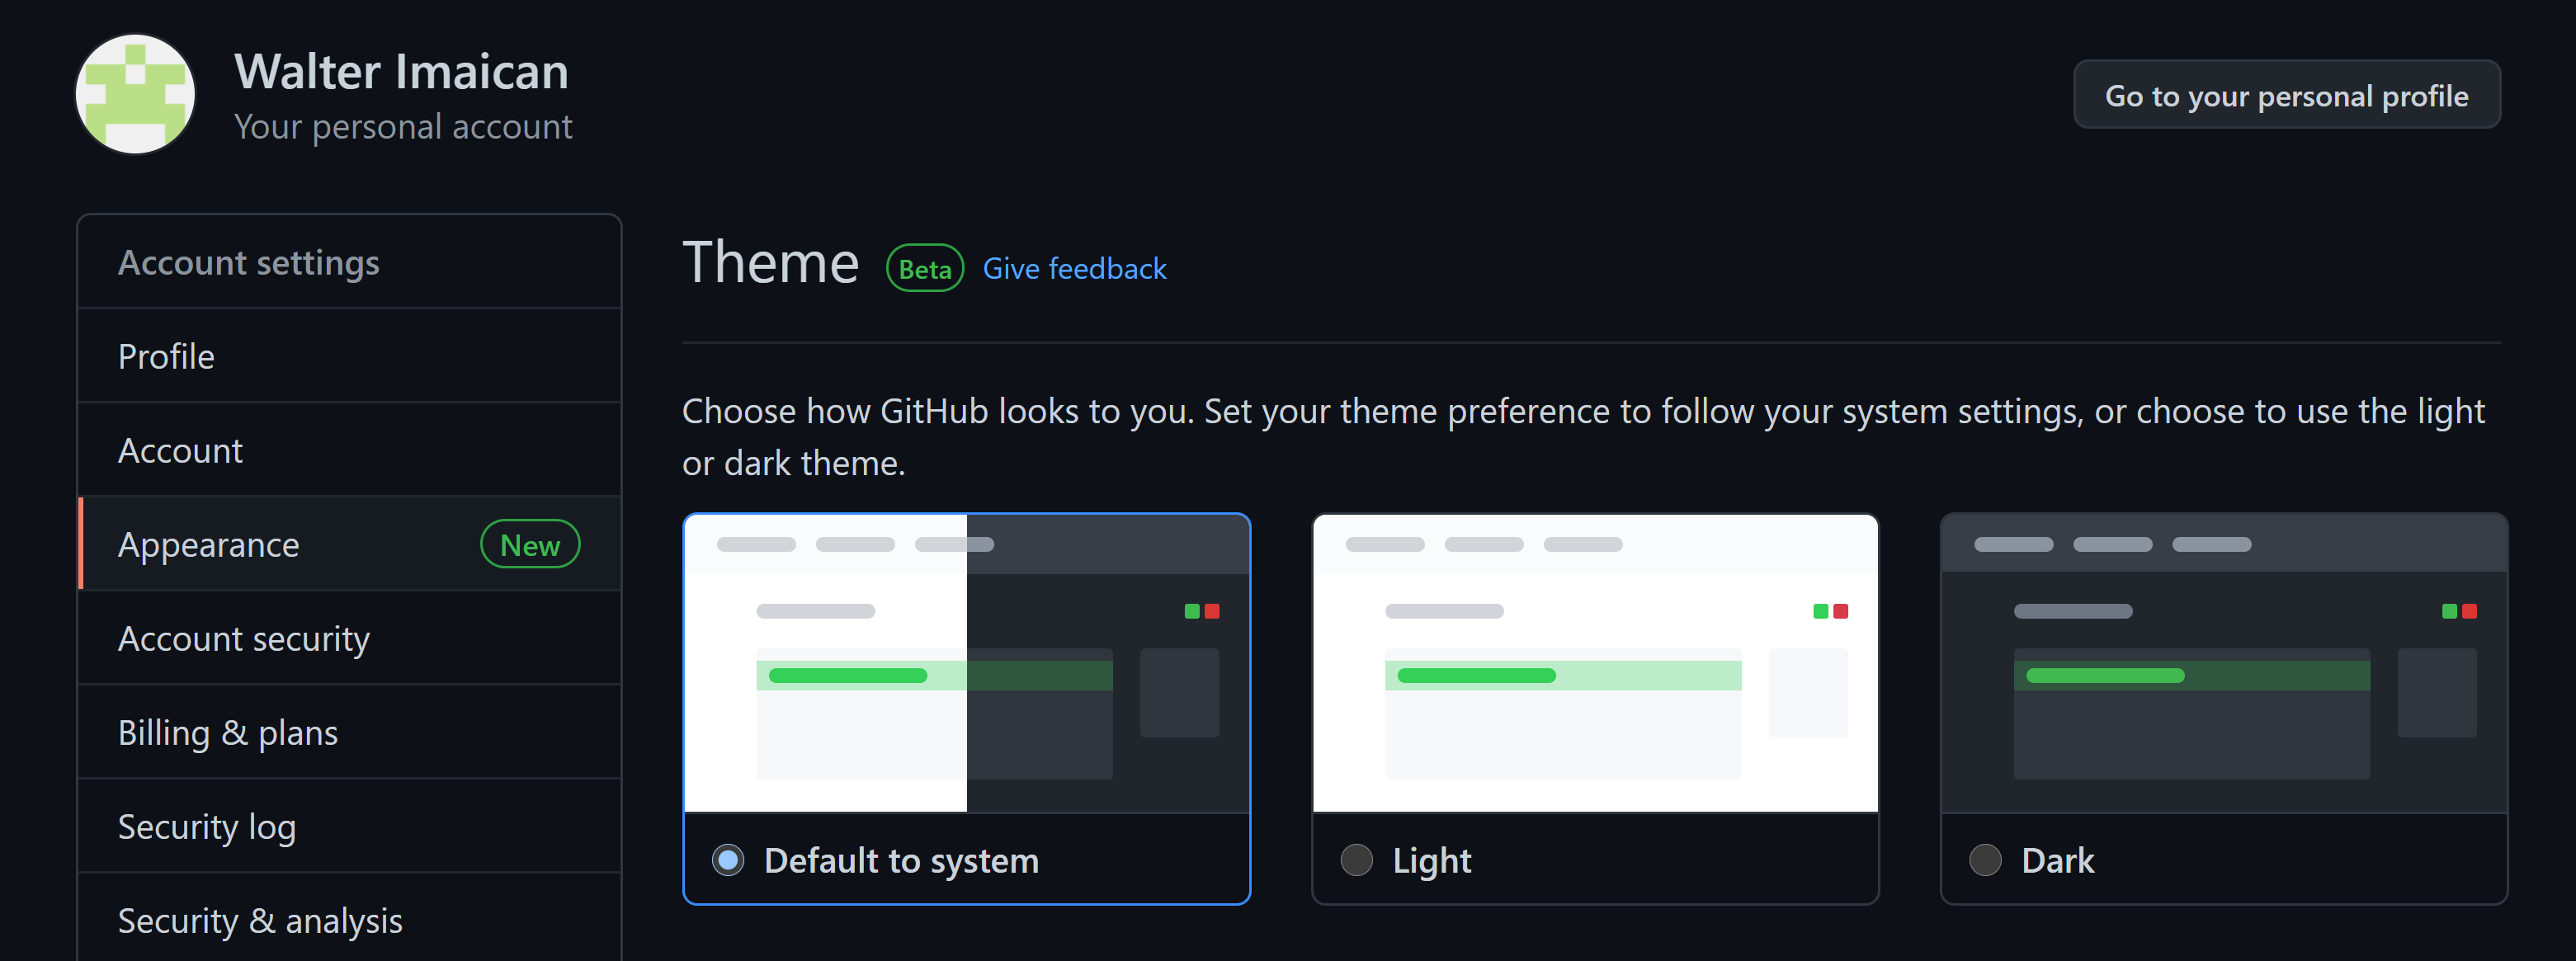 Walter Imaican
Your personal account
Go to your personal profile
Account settings
Profile
Account
Appearance New
Account security
Billing & plans
Security log
Security & analysis
Theme Beta Give feedback
Choose how GitHub looks to you. Set your theme preference to follow your system settings, or choose to use the light
or dark theme.
Default to system
Light
Dark